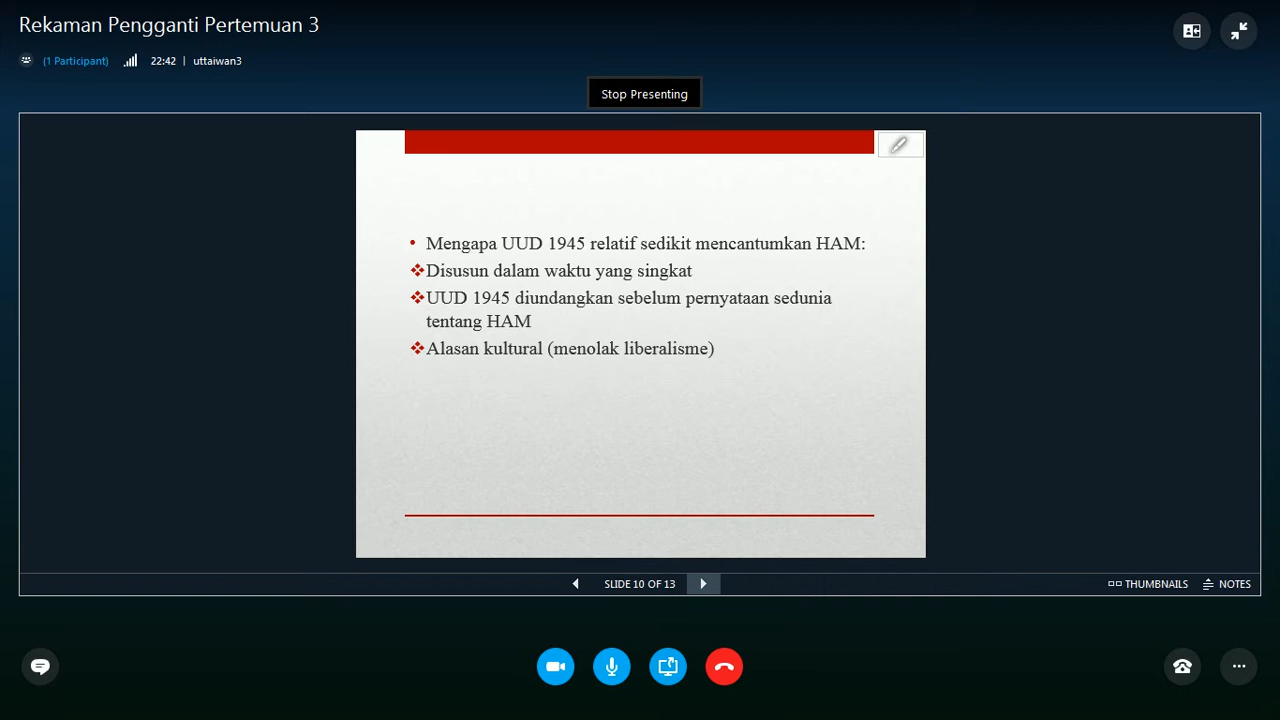 Rekaman Pengganti Pertemuan 3
(1 Participant) 22:42 | uttaiwan3
Stop Presenting
• Mengapa UUD 1945 relatif sedikit mencantumkan HAM:
❖Disusun dalam waktu yang singkat
❖UUD 1945 diundangkan sebelum pernyataan sedunia
tentang HAM
❖Alasan kultural (menolak liberalisme)
SLIDE 10 OF 13
THUMBNAILS
NOTES